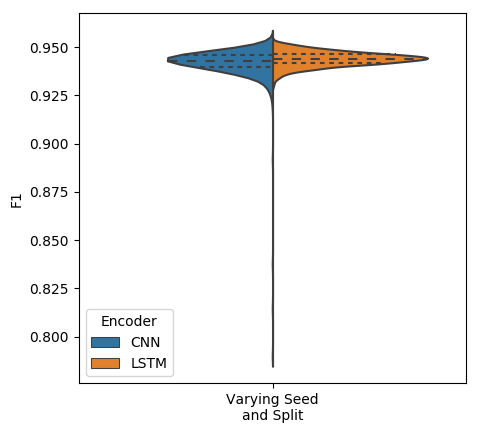 0.950
0.925
0.900
0.875
0.850
0.825
0.800
F1
Encoder
CNN
LSTM
Varying Seed
and Split